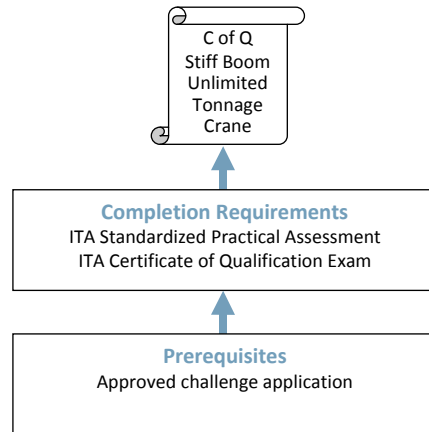 C of Q
Stiff Boom
Unlimited
Tonnage
Crane
Completion Requirements
ITA Standardized Practical Assessment
ITA Certificate of Qualification Exam
Prerequisites
Approved challenge application